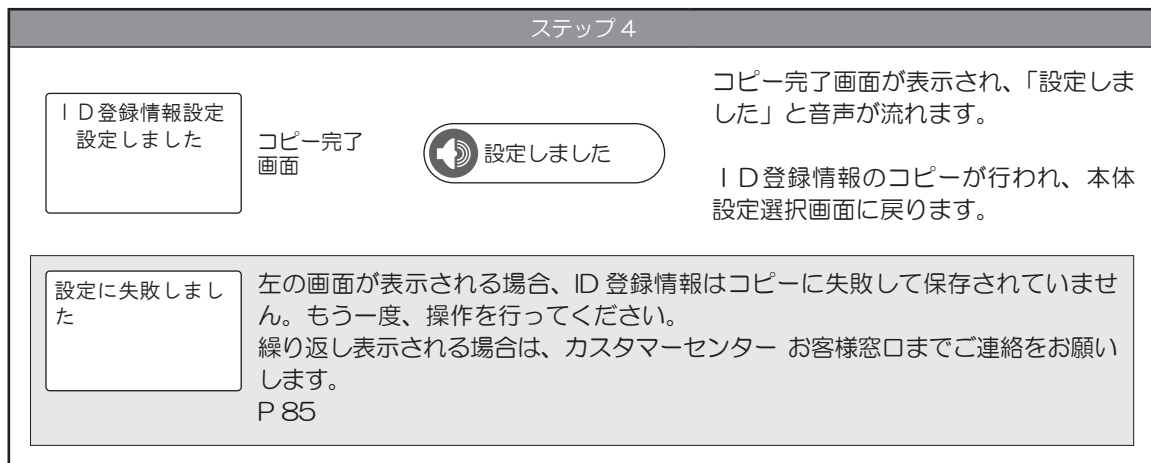 ステップ4
ＩＤ登録情報設定
設定しました
コピー完了
画面
設定しました
コピー完了画面が表示され、「設定しま
した」と音声が流れます。
ＩＤ登録情報のコピーが行われ、本体
設定選択画面に戻ります。
設定に失敗しまし
た
左の画面が表示される場合、ID 登録情報はコピーに失敗して保存されていませ
ん。もう一度、操作を行ってください。
繰り返し表示される場合は、カスタマーセンター お客様窓口までご連絡をお願い
します。
P 85